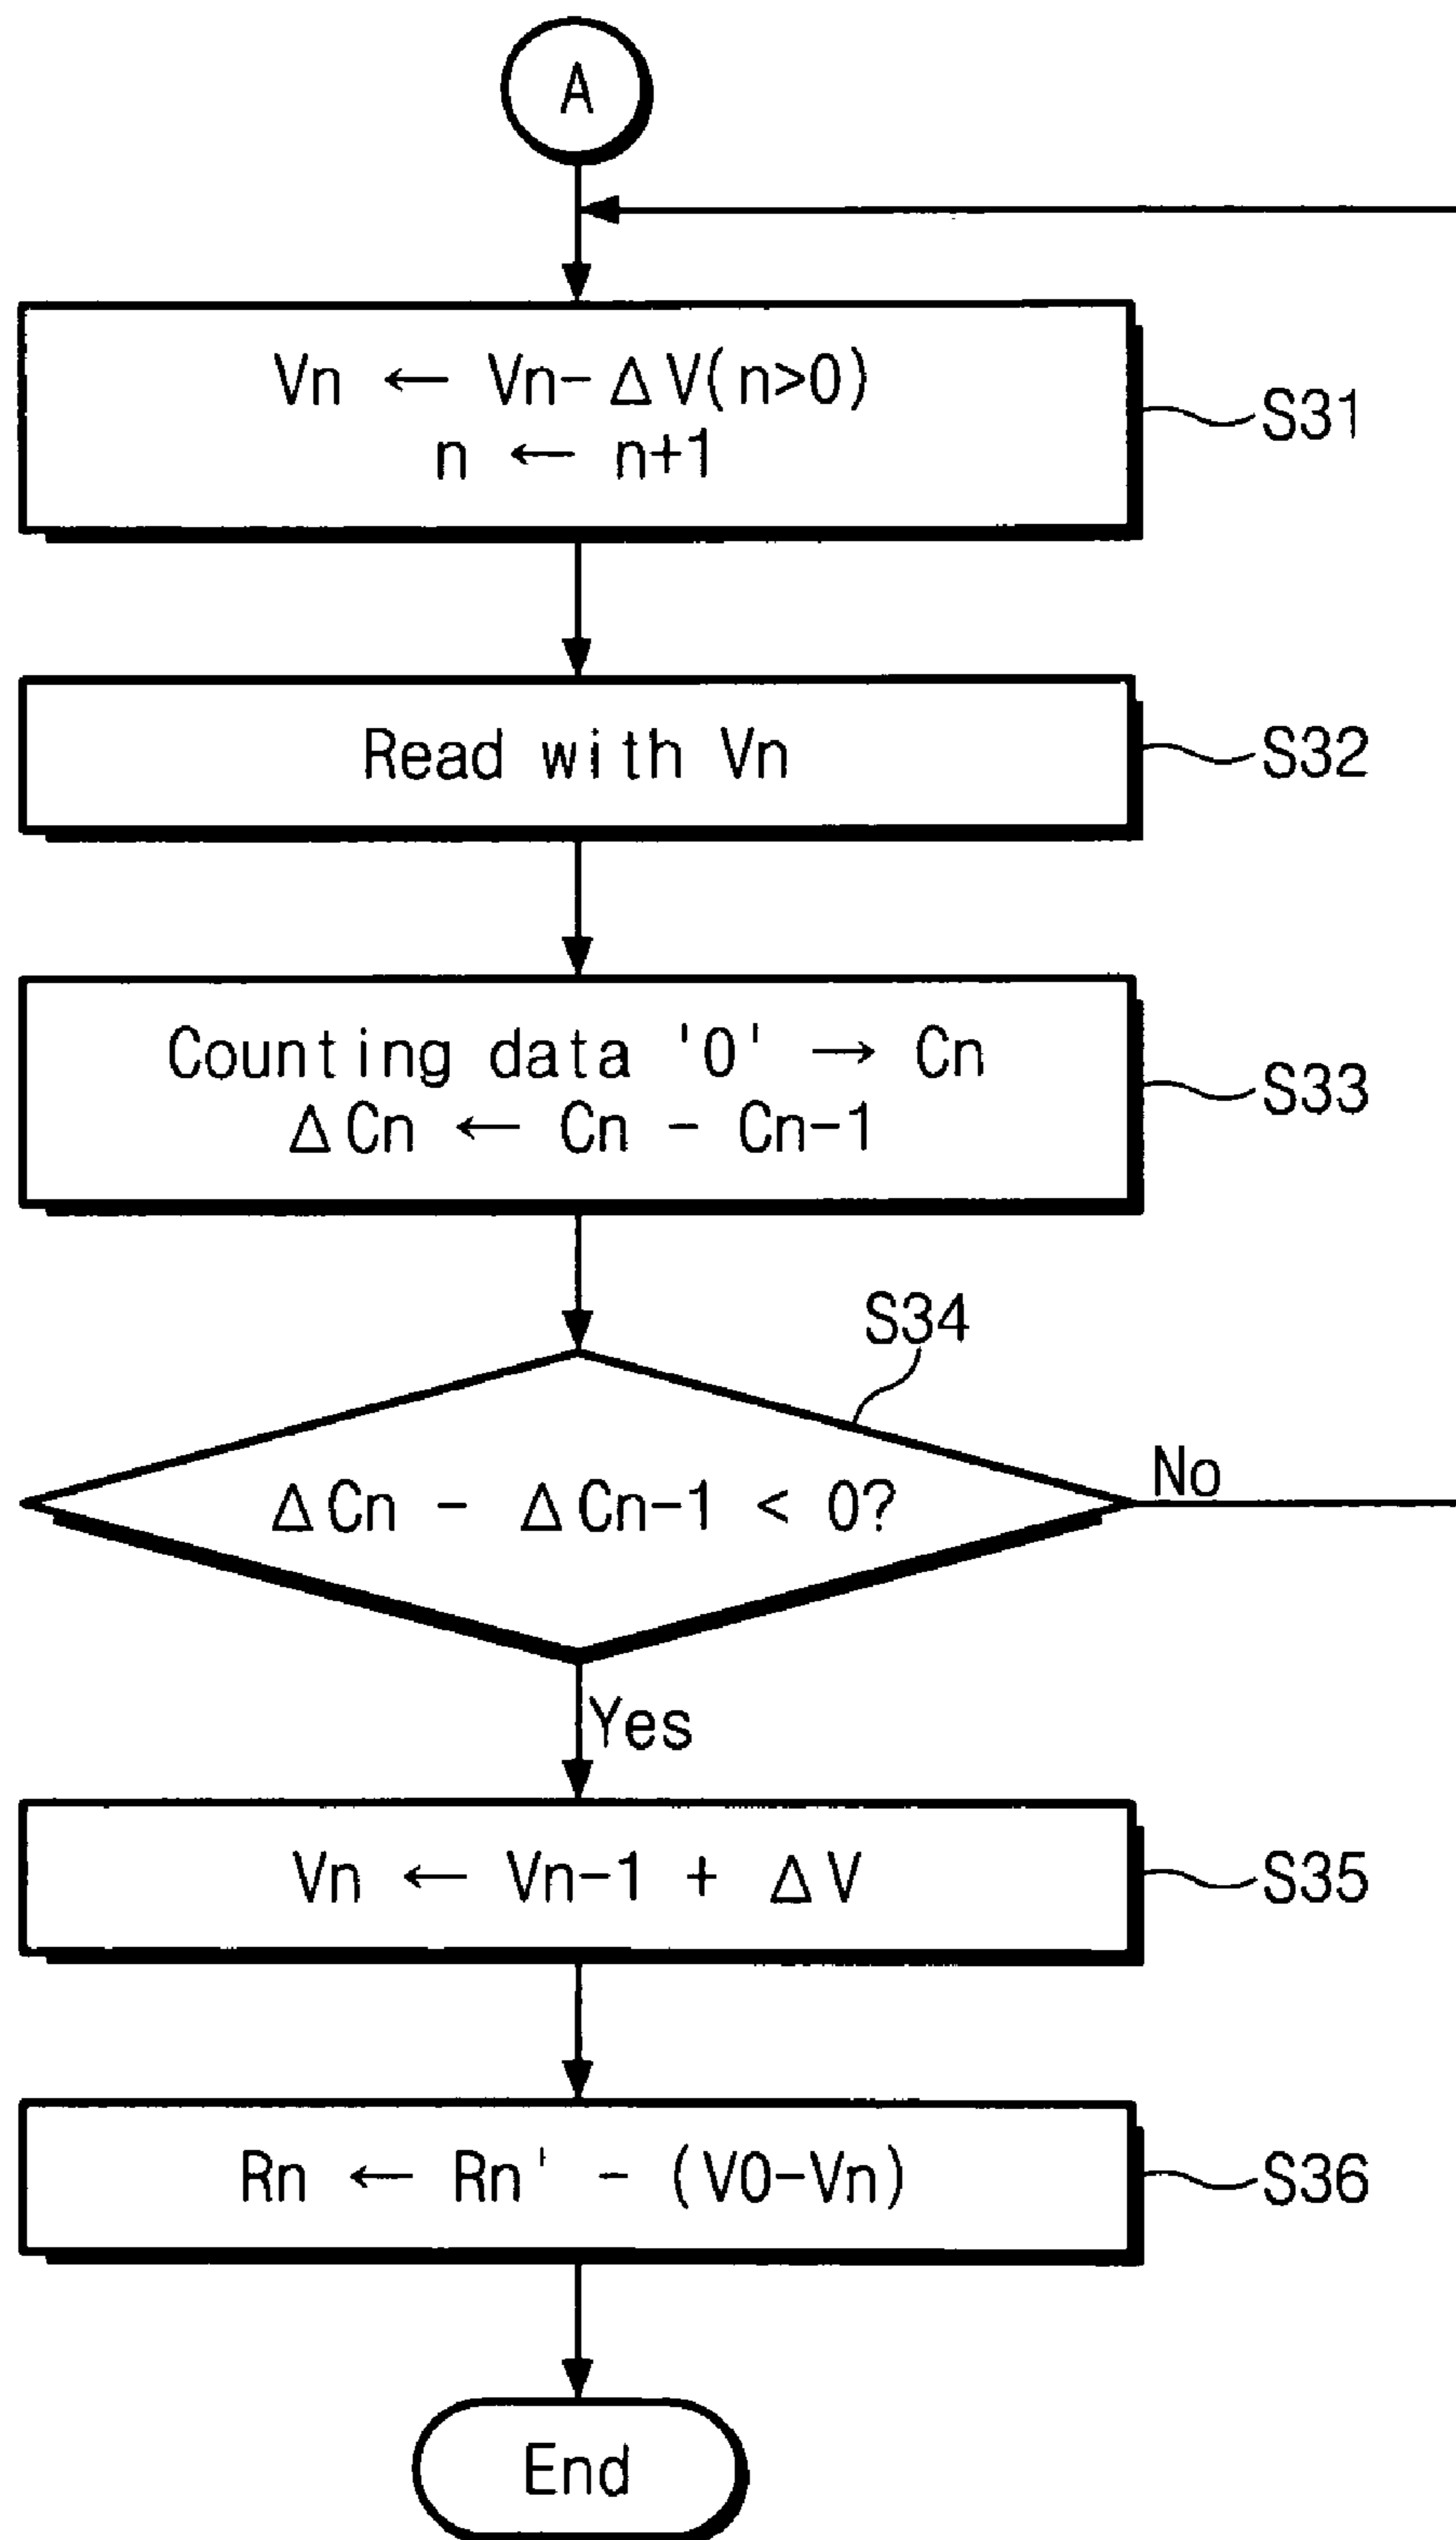 A
Vn ← Vn-ΔV(n>0)
n ← n+1
S31
Read with Vn
S32
Counting data '0' → Cn
ΔCn ← Cn - Cn-1
S33
S34
ΔCn - ΔCn-1 < 0?
No
Yes
Vn ← Vn-1 + ΔV
S35
Rn ← Rn' - (V0-Vn)
S36
End